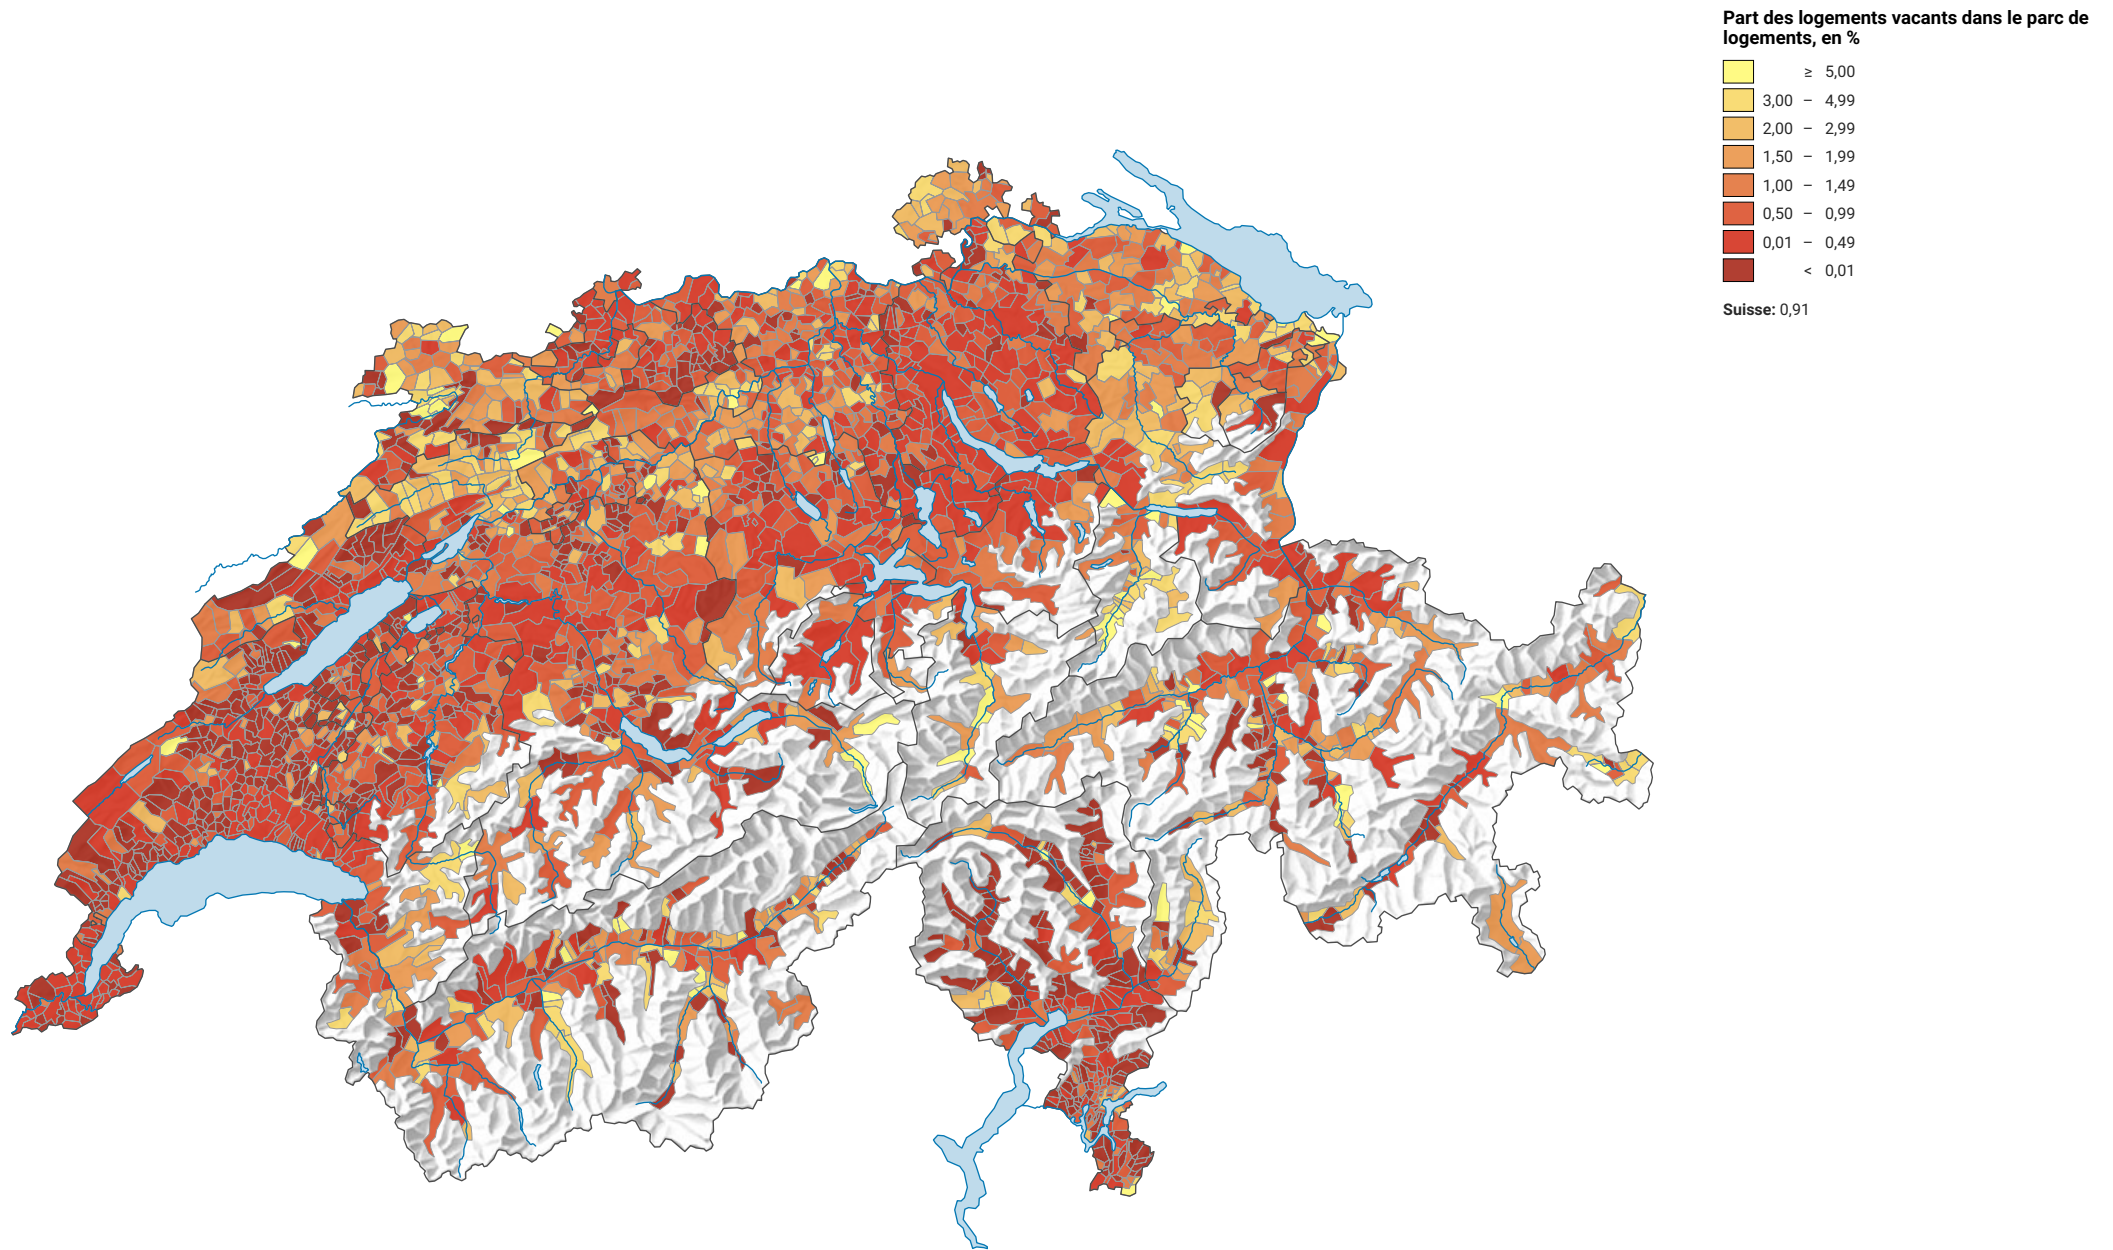 Part des logements vacants dans le parc de
logements, en %
≥ 5,00
3,00 – 4,99
2,00 – 2,99
1,50 – 1,99
1,00 – 1,49
0,50 – 0,99
0,01 – 0,49
< 0,01
Suisse: 0,91